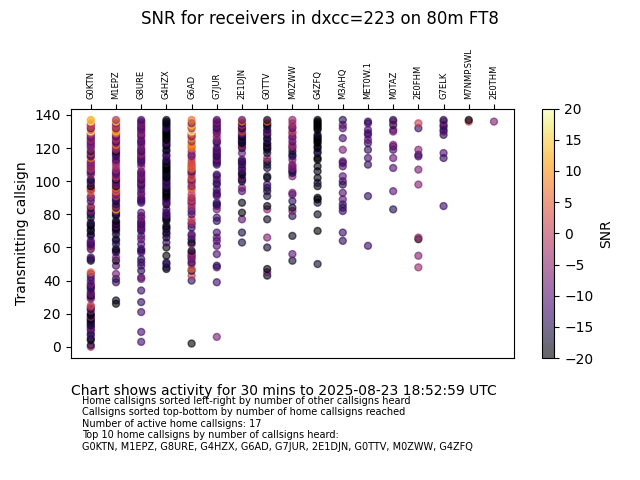 SNR for receivers in dxcc=223 on 80m FT8
G0KTN M1EPZ G8URE G4HZX G6AD G7JUR 2E1DJN G0TTV M0ZWW G4ZFQ M3AHQ MET0W.1 M0TAZ 2E0FHM G7ELK M7NMP.SWL 2E0THM
140
120
100
80
60
40
20
0
Transmitting callsign
20
15
10
5
0
−5
−10
−15
−20
SNR
Chart shows activity for 30 mins to 2025-08-23 18:52:59 UTC
Home callsigns sorted left-right by number of other callsigns heard
Callsigns sorted top-bottom by number of home callsigns reached
Number of active home callsigns: 17
Top 10 home callsigns by number of callsigns heard:
G0KTN, M1EPZ, G8URE, G4HZX, G6AD, G7JUR, 2E1DJN, G0TTV, M0ZWW, G4ZFQ